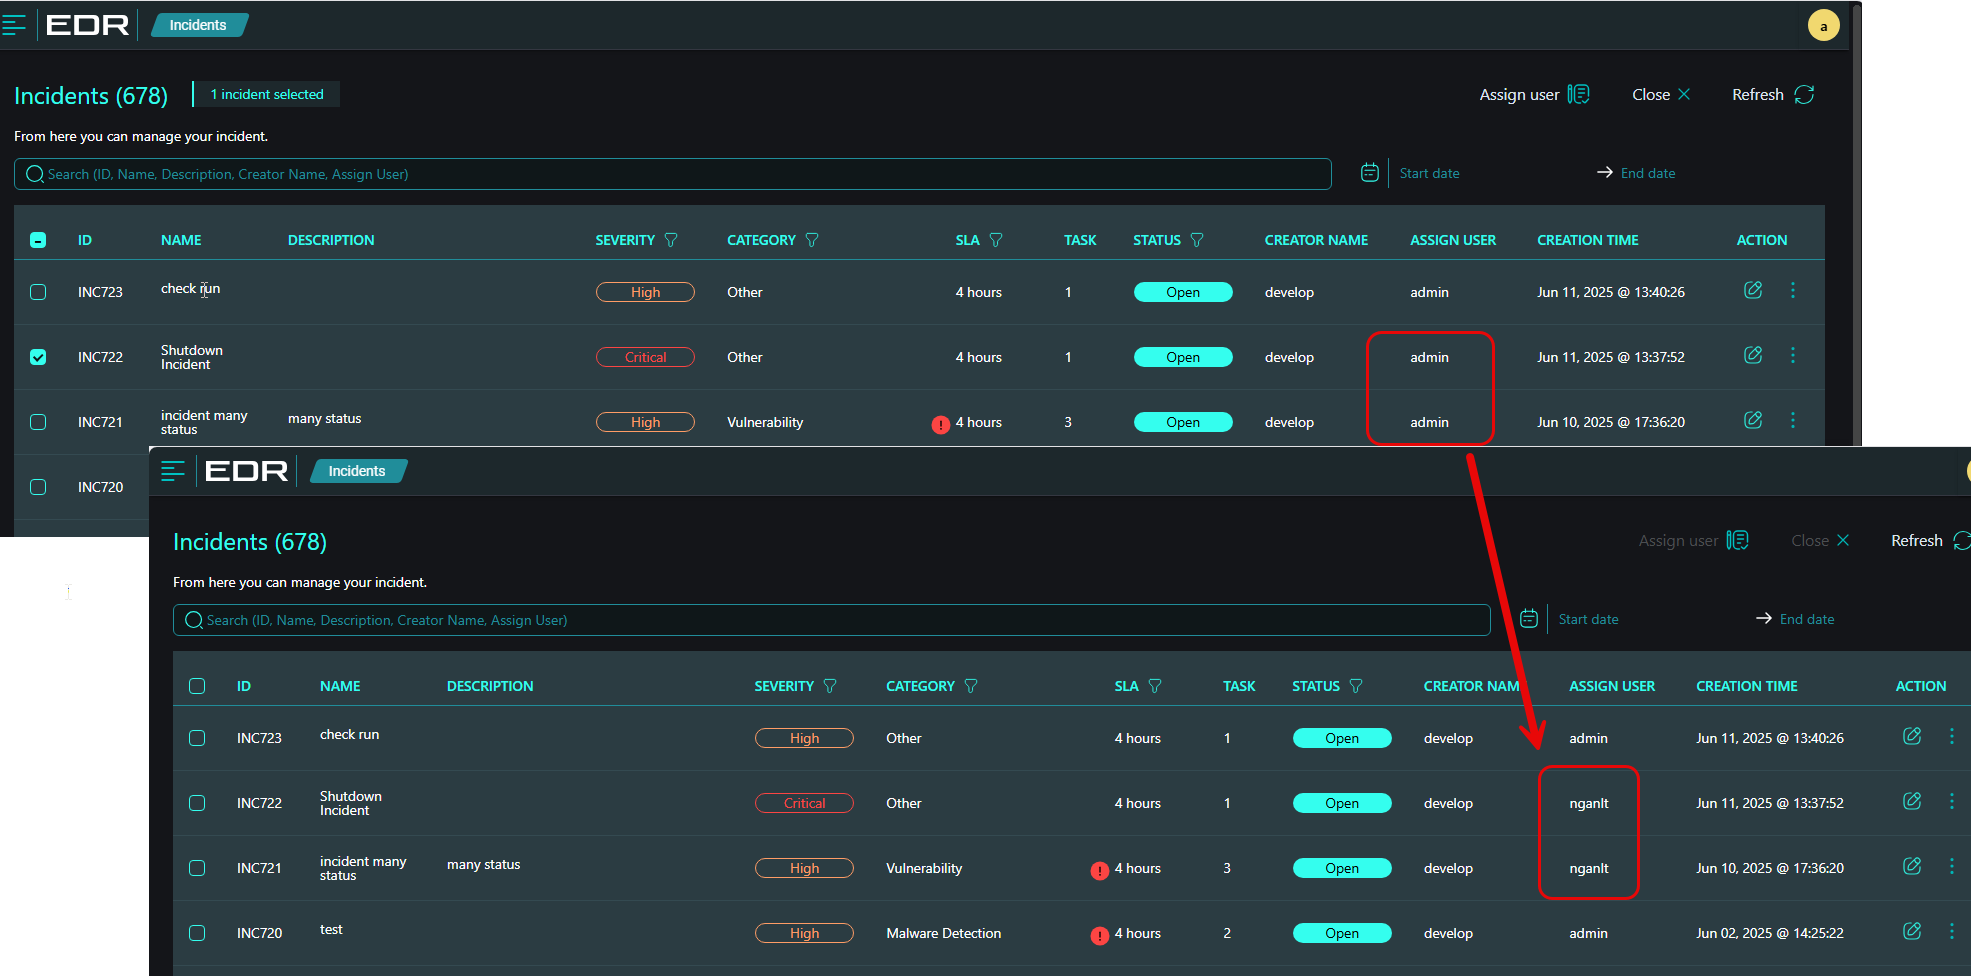 EDR Incidents a
Incidents (678) 1 incident selected Assign user Close Refresh
From here you can manage your incident.
Search (ID, Name, Description, Creator Name, Assign User) Start date End date
ID NAME DESCRIPTION SEVERITY CATEGORY SLA TASK STATUS CREATOR NAME ASSIGN USER CREATION TIME ACTION
INC723 check run High Other 4 hours 1 Open develop admin Jun 11, 2025 @ 13:40:26
INC722 Shutdown Incident Critical Other 4 hours 1 Open develop admin Jun 11, 2025 @ 13:37:52
INC721 incident many status many status High Vulnerability 4 hours 3 Open develop admin Jun 10, 2025 @ 17:36:20
INC720
EDR Incidents
Incidents (678) Assign user Close Refresh
From here you can manage your incident.
Search (ID, Name, Description, Creator Name, Assign User) Start date End date
ID NAME DESCRIPTION SEVERITY CATEGORY SLA TASK STATUS CREATOR NAM ASSIGN USER CREATION TIME ACTION
INC723 check run High Other 4 hours 1 Open develop admin Jun 11, 2025 @ 13:40:26
INC722 Shutdown Incident Critical Other 4 hours 1 Open develop nganlt Jun 11, 2025 @ 13:37:52
INC721 incident many status many status High Vulnerability 4 hours 3 Open develop nganlt Jun 10, 2025 @ 17:36:20
INC720 test High Malware Detection 4 hours 2 Open develop admin Jun 02, 2025 @ 14:25:22